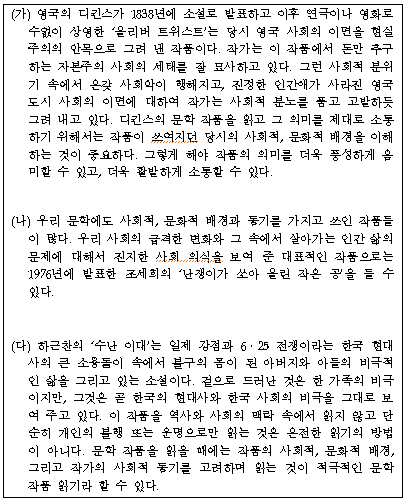 (가) 영국의 디킨스가 1838년에 소설로 발표하고 이후 연극이나 영화로
수없이 상영한 '올리버 트위스트'는 당시 영국 사회의 이면을 현실
주의의 안목으로 그려 낸 작품이다. 작가는 이 작품에서 돈만 추구
하는 자본주의 사회의 세태를 잘 묘사하고 있다. 그런 사회적 분위
기 속에서 온갖 사회악이 행해지고, 진정한 인간애가 사라진 영국
도시 사회의 이면에 대하여 작가는 사회적 분노를 품고 고발하듯
그려 내고 있다. 디킨스의 문학 작품을 읽고 그 의미를 제대로 소통
하기 위해서는 작품이 쓰여지던 당시의 사회적, 문화적 배경을 이해
하는 것이 중요하다. 그렇게 해야 작품의 의미를 더욱 풍성하게 음
미할 수 있고, 더욱 활발하게 소통할 수 있다.
(나) 우리 문학에도 사회적, 문화적 배경과 동기를 가지고 쓰인 작품들
이 많다. 우리 사회의 급격한 변화와 그 속에서 살아가는 인간 삶의
문제에 대해서 진지한 사회 의식을 보여 준 대표적인 작품으로는
1976년에 발표한 조세희의 '난쟁이가 쏘아 올린 작은 공'을 들 수
있다.
(다) 하근찬의 '수난 이대'는 일제 강점과 6·25 전쟁이라는 한국 현대
사의 큰 소용돌이 속에서 불구의 몸이 된 아버지와 아들의 비극적
인 삶을 그리고 있는 소설이다. 겉으로 드러난 것은 한 가족의 비극
이지만, 그것은 곧 한국의 현대사와 한국 사회의 비극을 그대로 보
여 주고 있다. 이 작품을 역사와 사회의 맥락 속에서 읽지 않고 단
순히 개인의 불행 또는 운명으로만 읽는 것은 온전한 읽기의 방법
이 아니다. 문학 작품을 읽을 때에는 작품의 사회적, 문화적 배경,
그리고 작가의 사회적 동기를 고려하며 읽는 것이 적극적인 문학
작품 읽기라 할 수 있다.